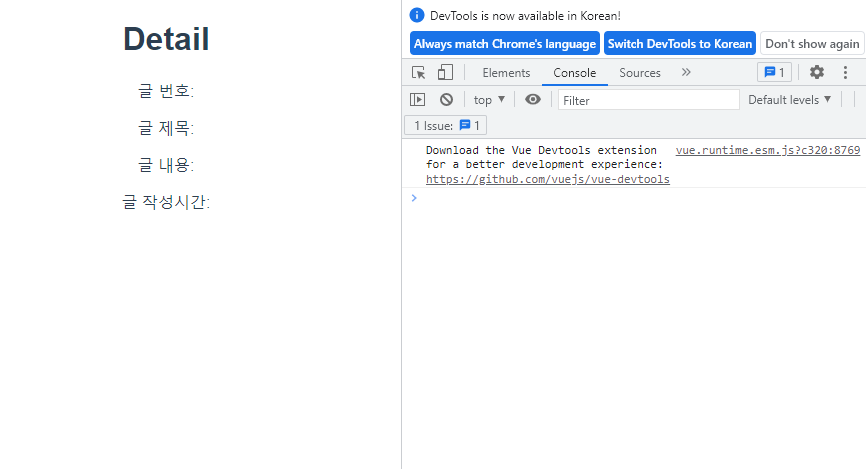 Detail
글 번호:
글 제목:
글 내용:
글 작성시간:
DevTools is now available in Korean!
Always match Chrome's language Switch DevTools to Korean Don't show again
Elements Console Sources » 1
top ▼ Filter Default levels ▼
1 Issue: 1
Download the Vue Devtools extension vue.runtime.esm.js?c320:8769
for a better development experience:
https://github.com/vuejs/vue-devtools
>